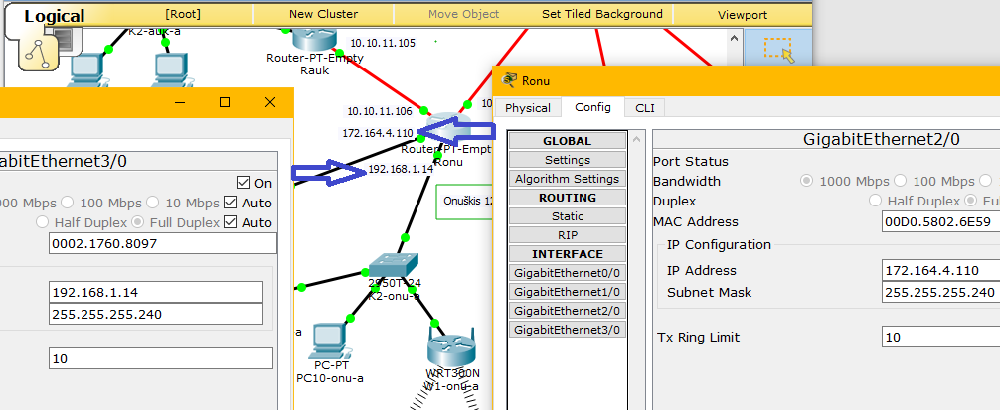 Logical
[Root]
New Cluster
Move Object
Set Tiled Background
Viewport
K2-auk-a
10.10.11.105
Router-PT-Empty
Rauk
10.10.11.106
10
172.164.4.110
Router-PT-Empt
Ronu
192.168.1.14
Onuškis 12
2950T-24
K2-onu-a
a
PC-PT
PC10-onu-a
WRT300N
W1-onu-a
abitEthernet3/0
On
000 Mbps
100 Mbps
10 Mbps
Auto
Half Duplex
Full Duplex
Auto
0002.1760.8097
192.168.1.14
255.255.255.240
10
Ronu
Physical
Config
CLI
GLOBAL
Settings
Algorithm Settings
ROUTING
Static
RIP
INTERFACE
GigabitEthernet0/0
GigabitEthernet1/0
GigabitEthernet2/0
GigabitEthernet3/0
GigabitEthernet2/0
Port Status
Bandwidth
1000 Mbps
100 Mbps
Duplex
Half Duplex
Fu
MAC Address
00D0.5802.6E59
IP Configuration
IP Address
172.164.4.110
Subnet Mask
255.255.255.240
Tx Ring Limit
10